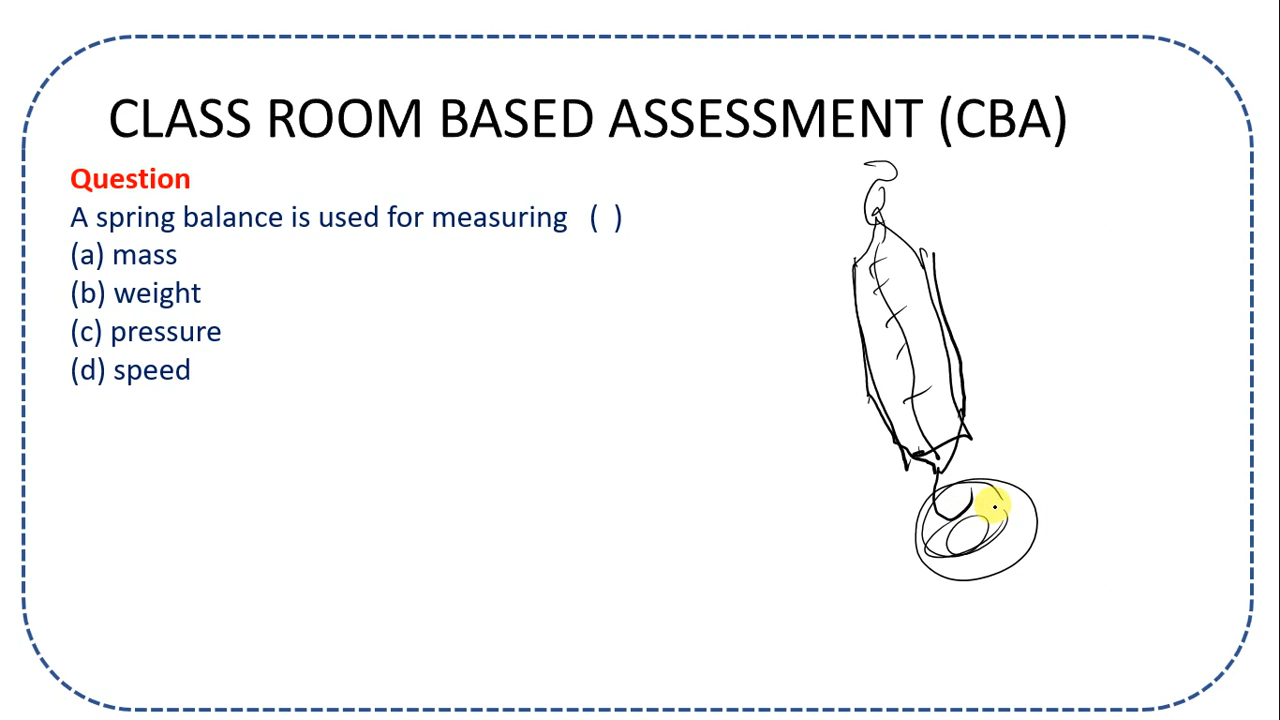 CLASS ROOM BASED ASSESSMENT (CBA)
Question
A spring balance is used for measuring ( )
(a) mass
(b) weight
(c) pressure
(d) speed